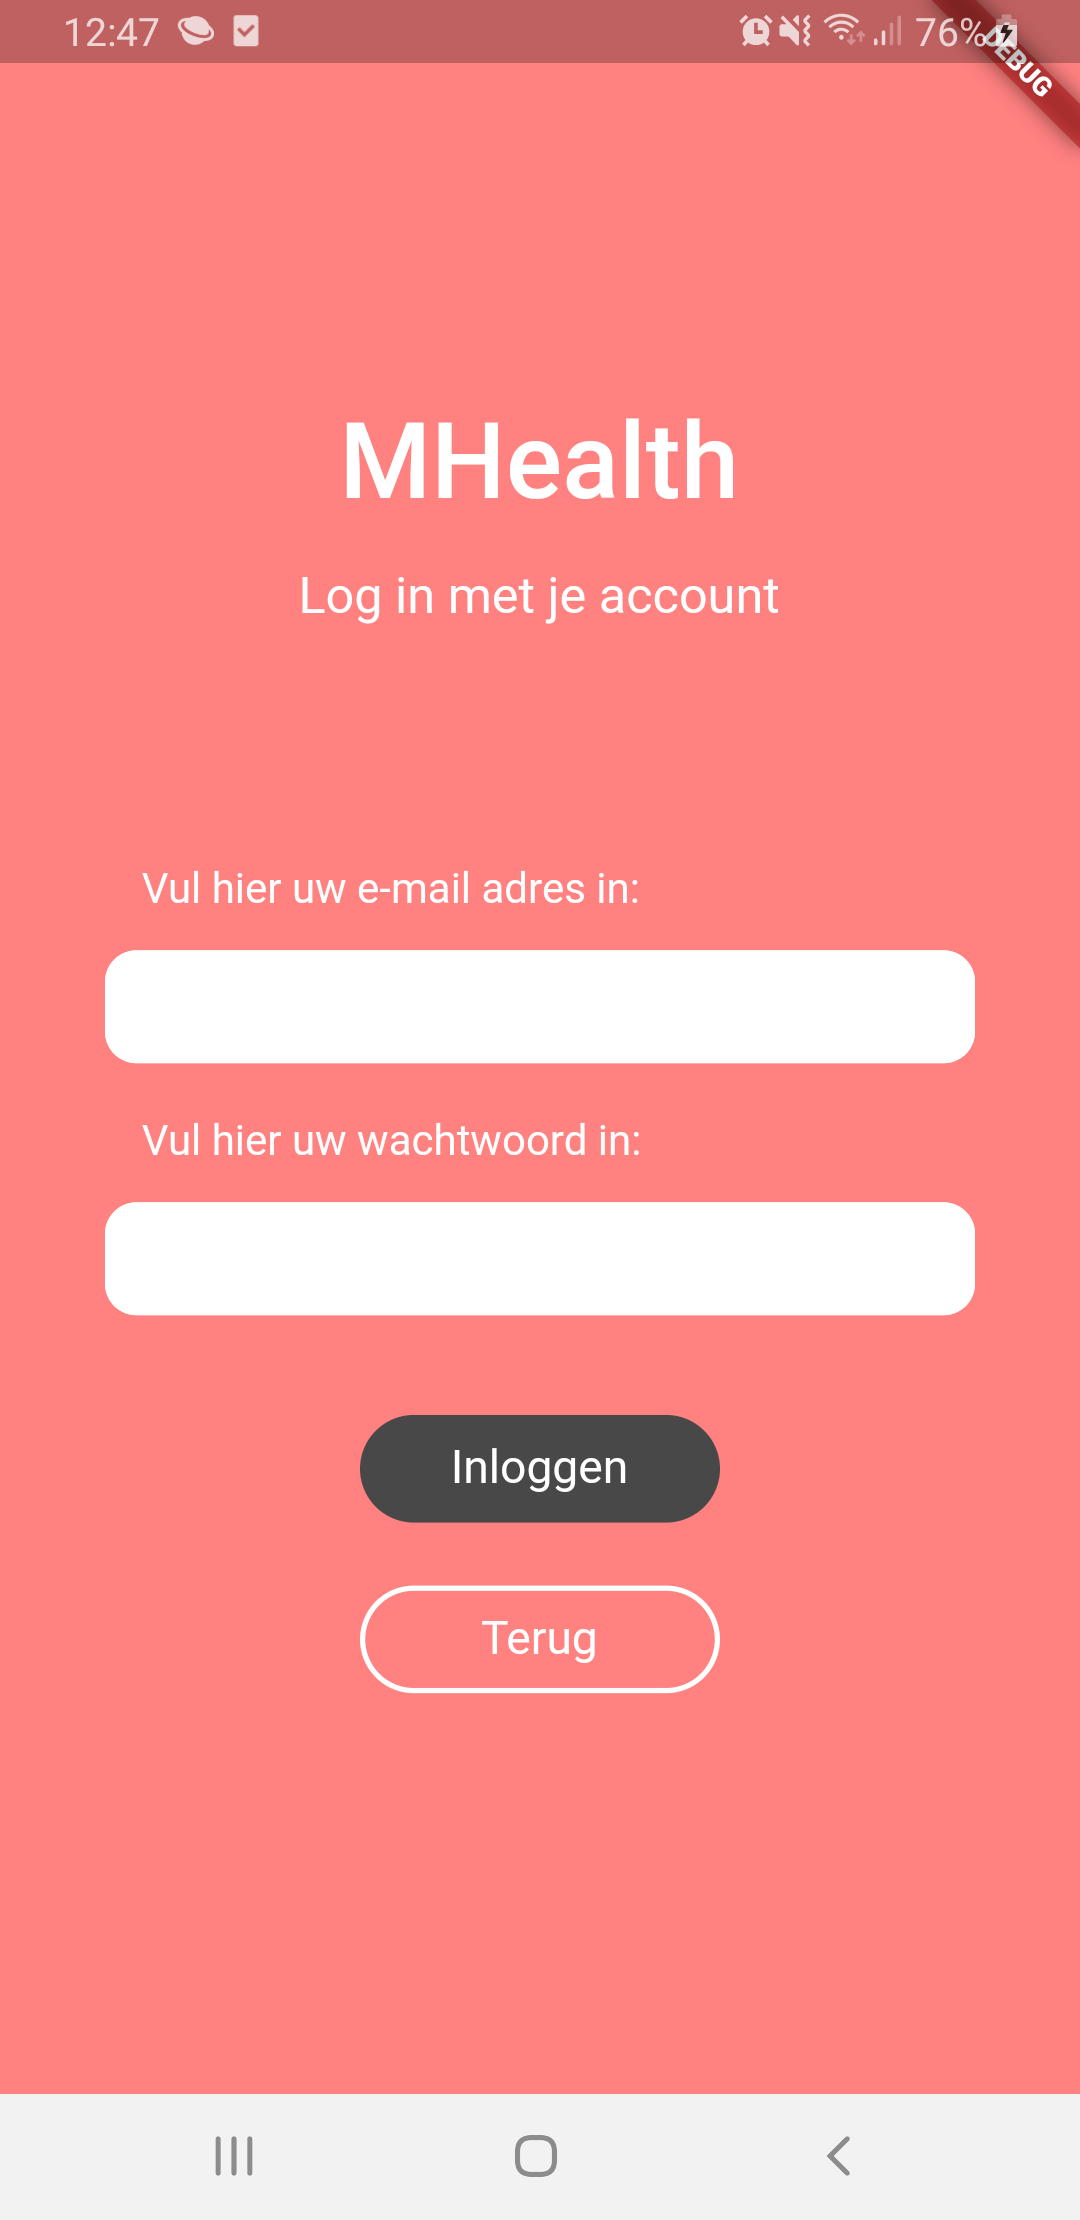 12:47
76%
DEBUG
MHealth
Log in met je account
Vul hier uw e-mail adres in:
Vul hier uw wachtwoord in:
Inloggen
Terug